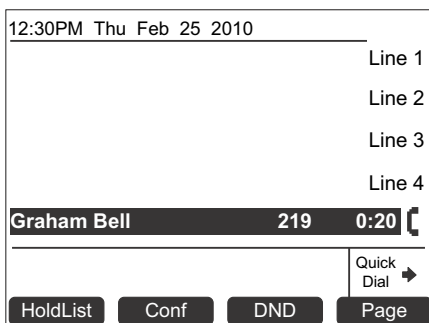 12:30PM Thu Feb 25 2010
Line 1
Line 2
Line 3
Line 4
Graham Bell 219 0:20
Quick
Dial
HoldList Conf DND Page